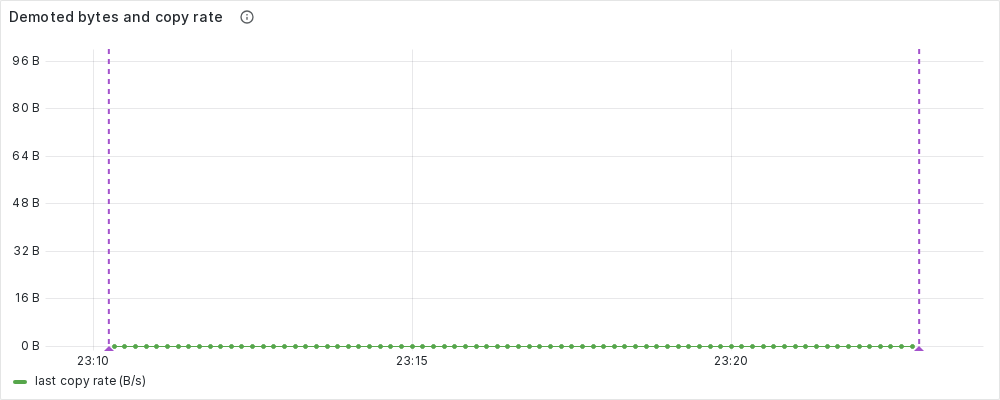 Demoted bytes and copy rate
96 B
80 B
64 B
48 B
32 B
16 B
0 B
23:10 23:15 23:20
last copy rate (B/s)